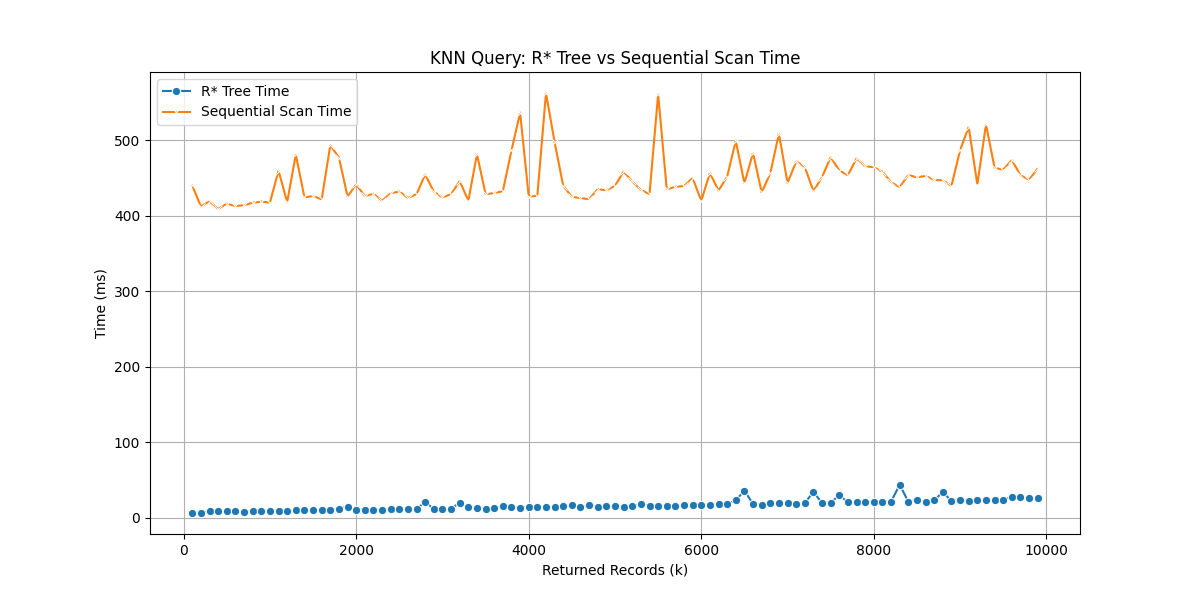 KNN Query: R* Tree vs Sequential Scan Time
R* Tree Time
Sequential Scan Time
500
400
300
200
100
0
Time (ms)
0 2000 4000 6000 8000 10000
Returned Records (k)